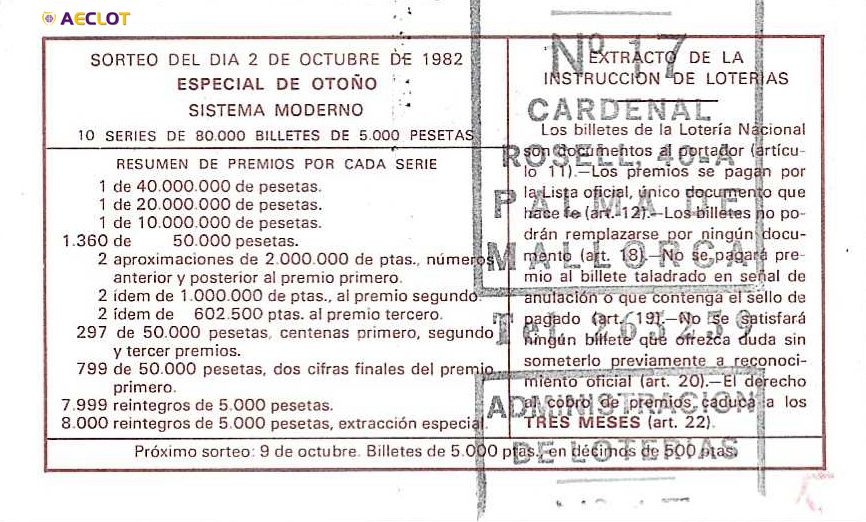 AECLOT
SORTEO DEL DIA 2 DE OCTUBRE DE 1982
ESPECIAL DE OTOÑO
SISTEMA MODERNO
10 SERIES DE 80.000 BILLETES DE 5.000 PESETAS
RESUMEN DE PREMIOS POR CADA SERIE
1 de 40.000.000 de pesetas.
1 de 20.000.000 de pesetas.
1 de 10.000.000 de pesetas.
1.360 de 50.000 pesetas.
2 aproximaciones de 2.000.000 de ptas., números
anterior y posterior al premio primero.
2 ídem de 1.000.000 de ptas., al premio segundo
2 ídem de 602.500 ptas. al premio tercero.
297 de 50.000 pesetas, centenas primero, segundo
y tercer premios.
799 de 50.000 pesetas, dos cifras finales del premio
primero.
7.999 reintegros de 5.000 pesetas.
8.000 reintegros de 5.000 pesetas, extracción especial.
EXTRACTO DE LA
INSTRUCCION DE LOTERIAS
Los billetes de la Lotería Nacional
son documentos al portador (artícu-
lo 11).—Los premios se pagan por
la Lista oficial, único documento que
hace fe (art. 12).—Los billetes no po-
drán remplazarse por ningún docu-
mento (art. 18).—No se pagará pre-
mio al billete taladrado en señal de
anulación o que contenga el sello de
pagado (art. 19).—No se satisfará
ningún billete que ofrezca duda sin
someterlo previamente a reconoci-
miento oficial (art. 20).—El derecho
al cobro de premios caduca a los
TRES MESES (art. 22).
Próximo sorteo: 9 de octubre. Billetes de 5.000 ptas., en décimos de 500 ptas.
Nº 17
CARDENAL
ROSELL, 46-A
PALMA DE
MALLORCA
Tel. 263259
ADMINISTRACION
DE LOTERIAS